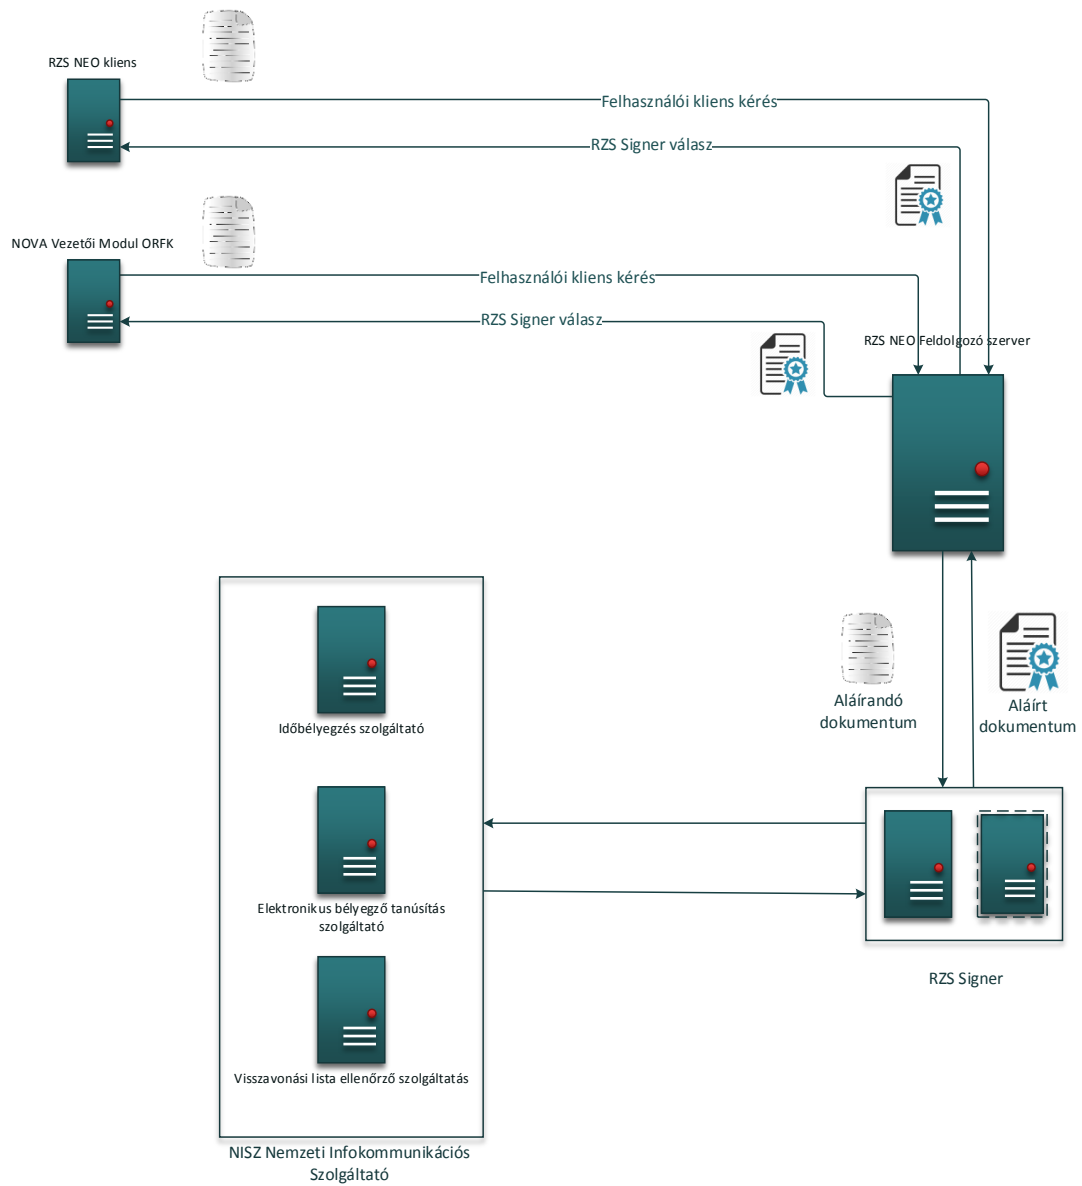 RZS NEO kliens
Felhasználói kliens kérés
RZS Signer válasz
NOVA Vezetői Modul ORFK
Felhasználói kliens kérés
RZS Signer válasz
RZS NEO Feldolgozó szerver
Aláírandó
dokumentum
Aláírt
dokumentum
Időbélyegzés szolgáltató
Elektronikus bélyegző tanúsítás
szolgáltató
RZS Signer
Visszavonási lista ellenőrző szolgáltatás
NISZ Nemzeti Infokommunikációs
Szolgáltató